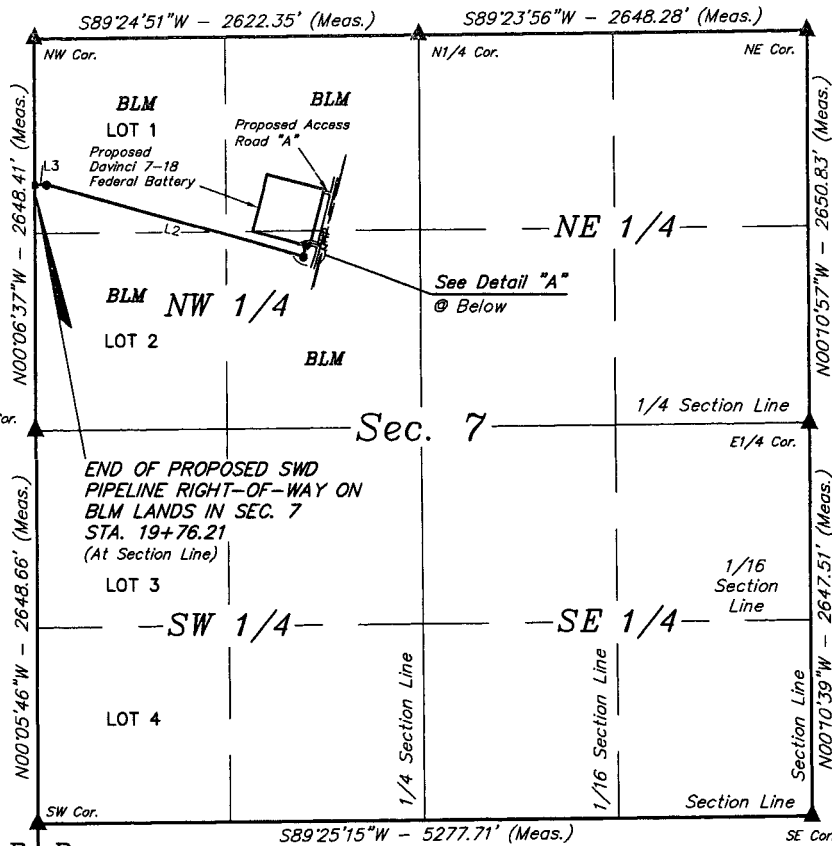 S89°24'51"W - 2622.35' (Meas.)
S89°23'56"W - 2648.28' (Meas.)
NW Cor.
N1/4 Cor.
NE Cor.
BLM
LOT 1
BLM
Proposed Access
Road "A"
Proposed
Davinci 7-18
Federal Battery
L3
L2
N00°06'37"W - 2648.41' (Meas.)
N00°10'57"W - 2650.83' (Meas.)
NE 1/4
See Detail "A"
@ Below
BLM
NW 1/4
LOT 2
BLM
Cor.
Sec. 7
1/4 Section Line
E1/4 Cor.
END OF PROPOSED SWD
PIPELINE RIGHT-OF-WAY ON
BLM LANDS IN SEC. 7
STA. 19+76.21
(At Section Line)
LOT 3
1/16
Section
Line
SW 1/4
SE 1/4
N00°05'46"W - 2648.66' (Meas.)
N00°10'39"W - 2647.51' (Meas.)
LOT 4
1/4 Section Line
1/16 Section Line
Section Line
Section Line
SW Cor.
S89°25'15"W - 5277.71' (Meas.)
SE Cor.